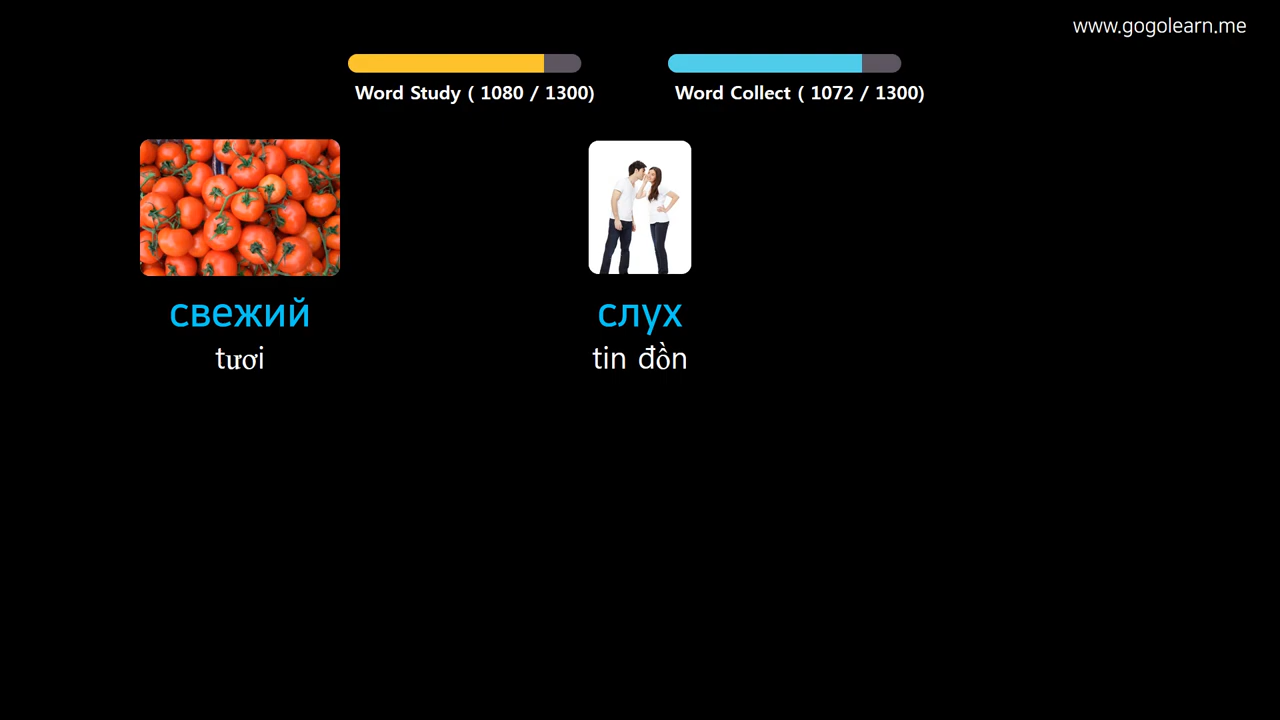 www.gogolearn.me
Word Study ( 1080 / 1300)
Word Collect ( 1072 / 1300)
свежий
tươi
слух
tin đồn